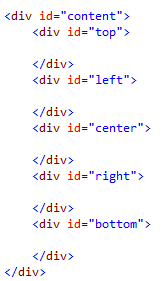 <div id="content">
    <div id="top">

    </div>
    <div id="left">

    </div>
    <div id="center">

    </div>
    <div id="right">

    </div>
    <div id="bottom">

    </div>
</div>